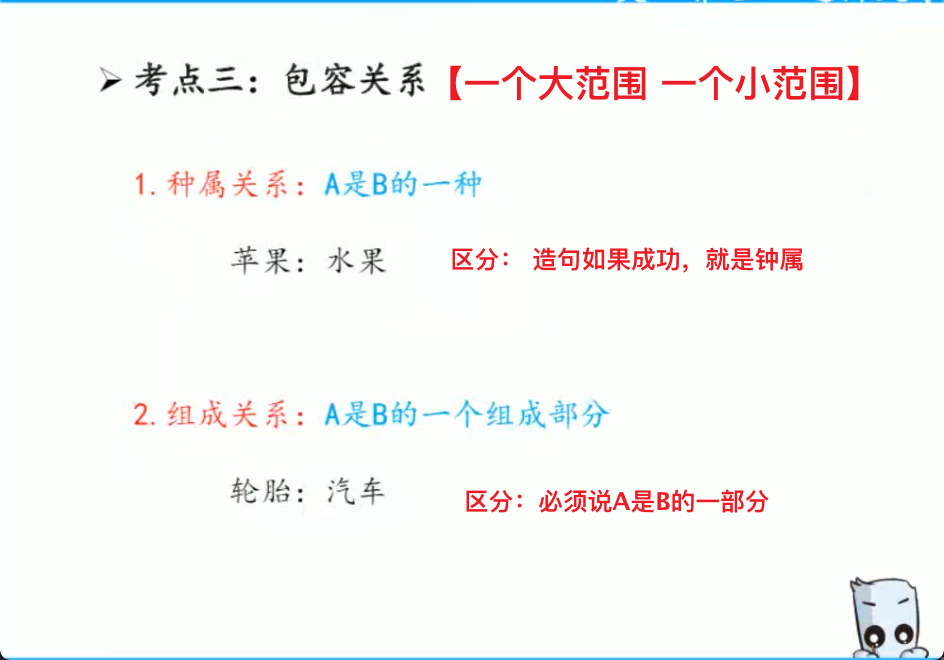 ➢ 考点三：包容关系【一个大范围 一个小范围】
1.种属关系：A是B的一种
苹果：水果 区分： 造句如果成功，就是钟属
2.组成关系：A是B的一个组成部分
轮胎：汽车 区分：必须说A是B的一部分